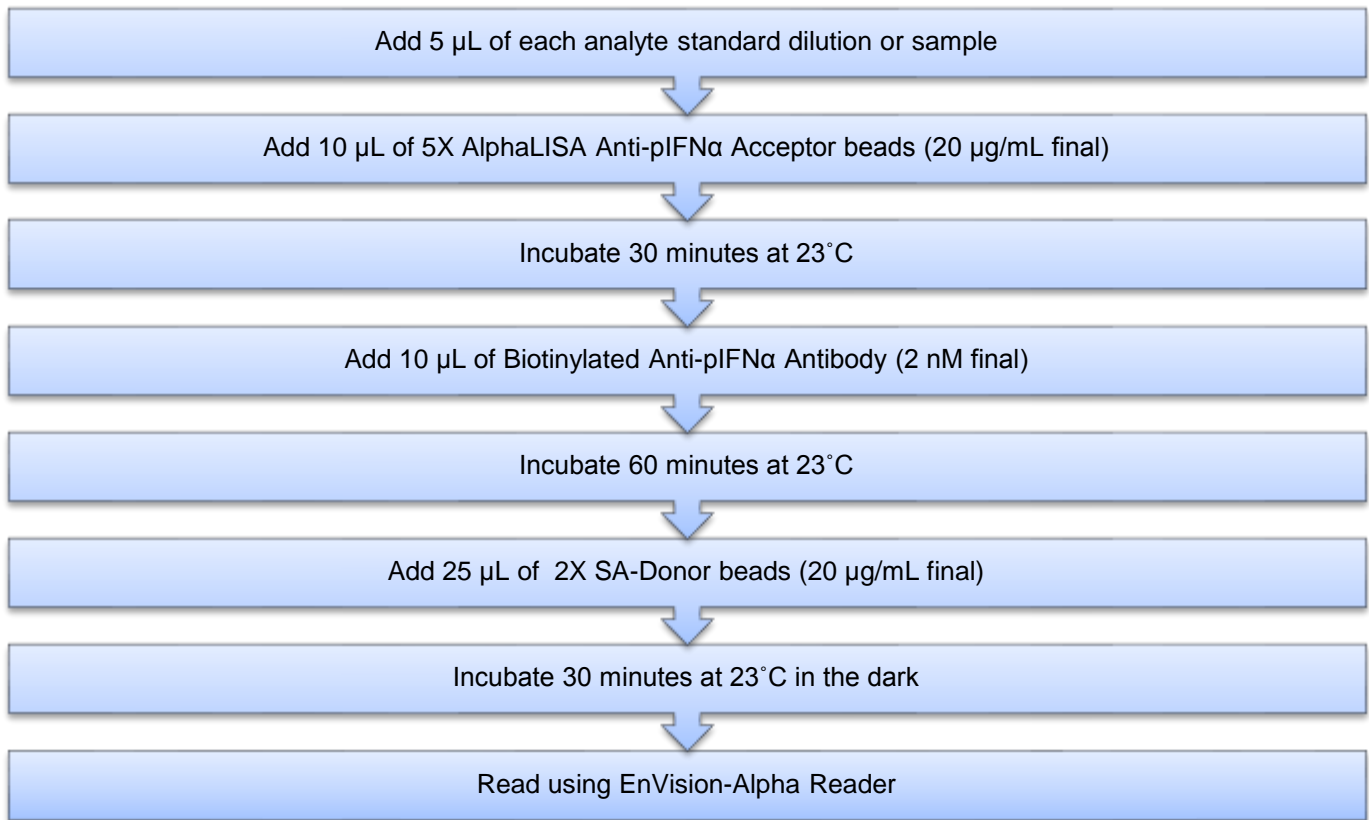 Add 5 µL of each analyte standard dilution or sample
Add 10 µL of 5X AlphaLISA Anti-pIFNα Acceptor beads (20 µg/mL final)
Incubate 30 minutes at 23˚C
Add 10 µL of Biotinylated Anti-pIFNα Antibody (2 nM final)
Incubate 60 minutes at 23˚C
Add 25 µL of 2X SA-Donor beads (20 µg/mL final)
Incubate 30 minutes at 23˚C in the dark
Read using EnVision-Alpha Reader